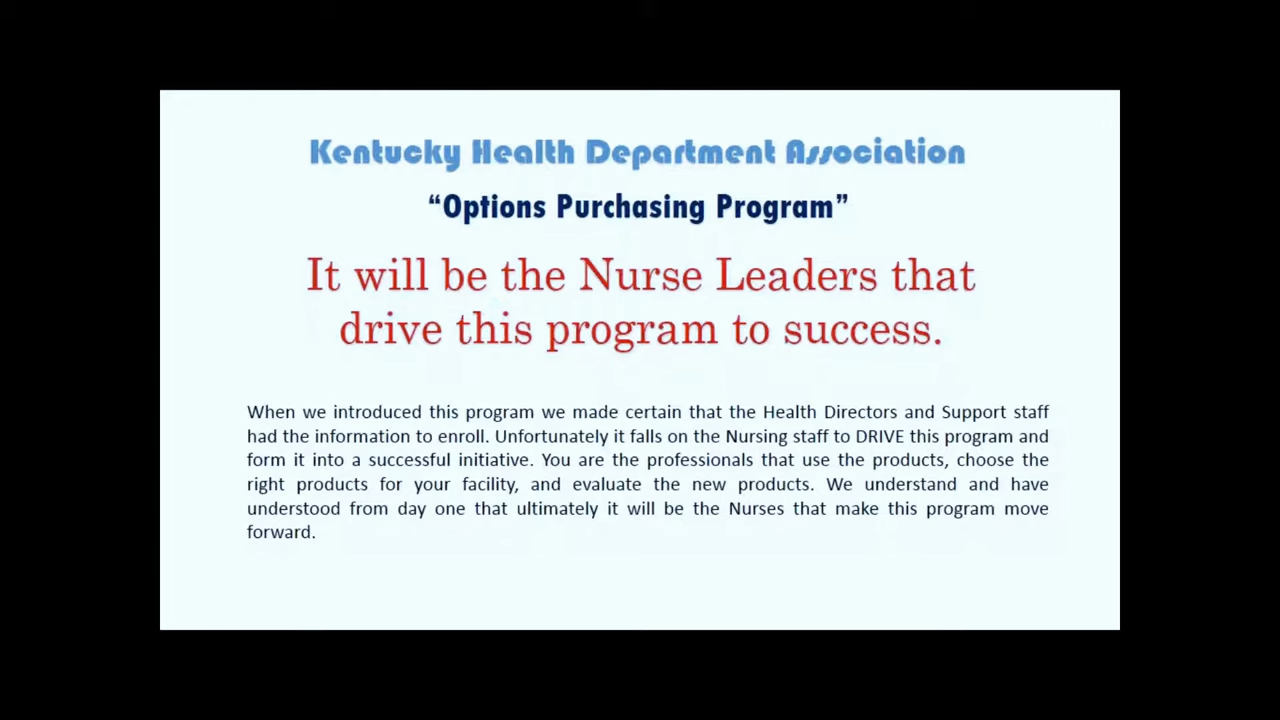 Kentucky Health Department Association
“Options Purchasing Program”
It will be the Nurse Leaders that
drive this program to success.
When we introduced this program we made certain that the Health Directors and Support staff
had the information to enroll. Unfortunately it falls on the Nursing staff to DRIVE this program and
form it into a successful initiative. You are the professionals that use the products, choose the
right products for your facility, and evaluate the new products. We understand and have
understood from day one that ultimately it will be the Nurses that make this program move
forward.